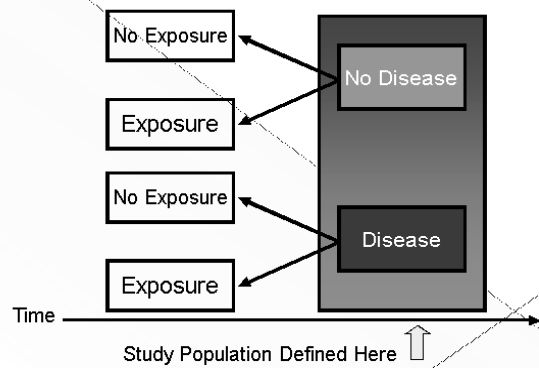 No Exposure
No Disease
Exposure
No Exposure
Disease
Exposure
Time
Study Population Defined Here